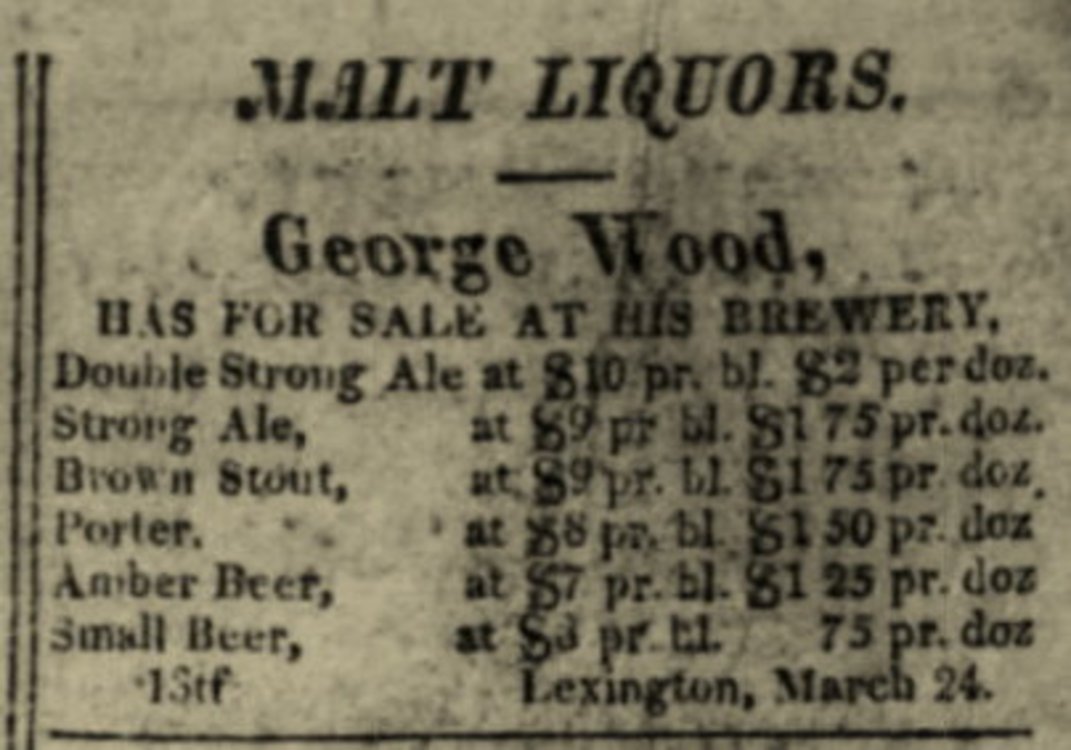 MALT LIQUORS.
George Wood,
HAS FOR SALE AT HIS BREWERY,
Double Strong Ale at $10 pr. bl. $2 per doz.
Strong Ale, at $9 pr bl. $1 75 pr. doz.
Brown Stout, at $9 pr. bl. $1 75 pr doz.
Porter. at $8 pr. bl. $1 50 pr. doz
Amber Beer, at $7 pr. bl. $1 25 pr. doz
Small Beer, at pr. bl. 75 pr. doz
Lexington, March 24.